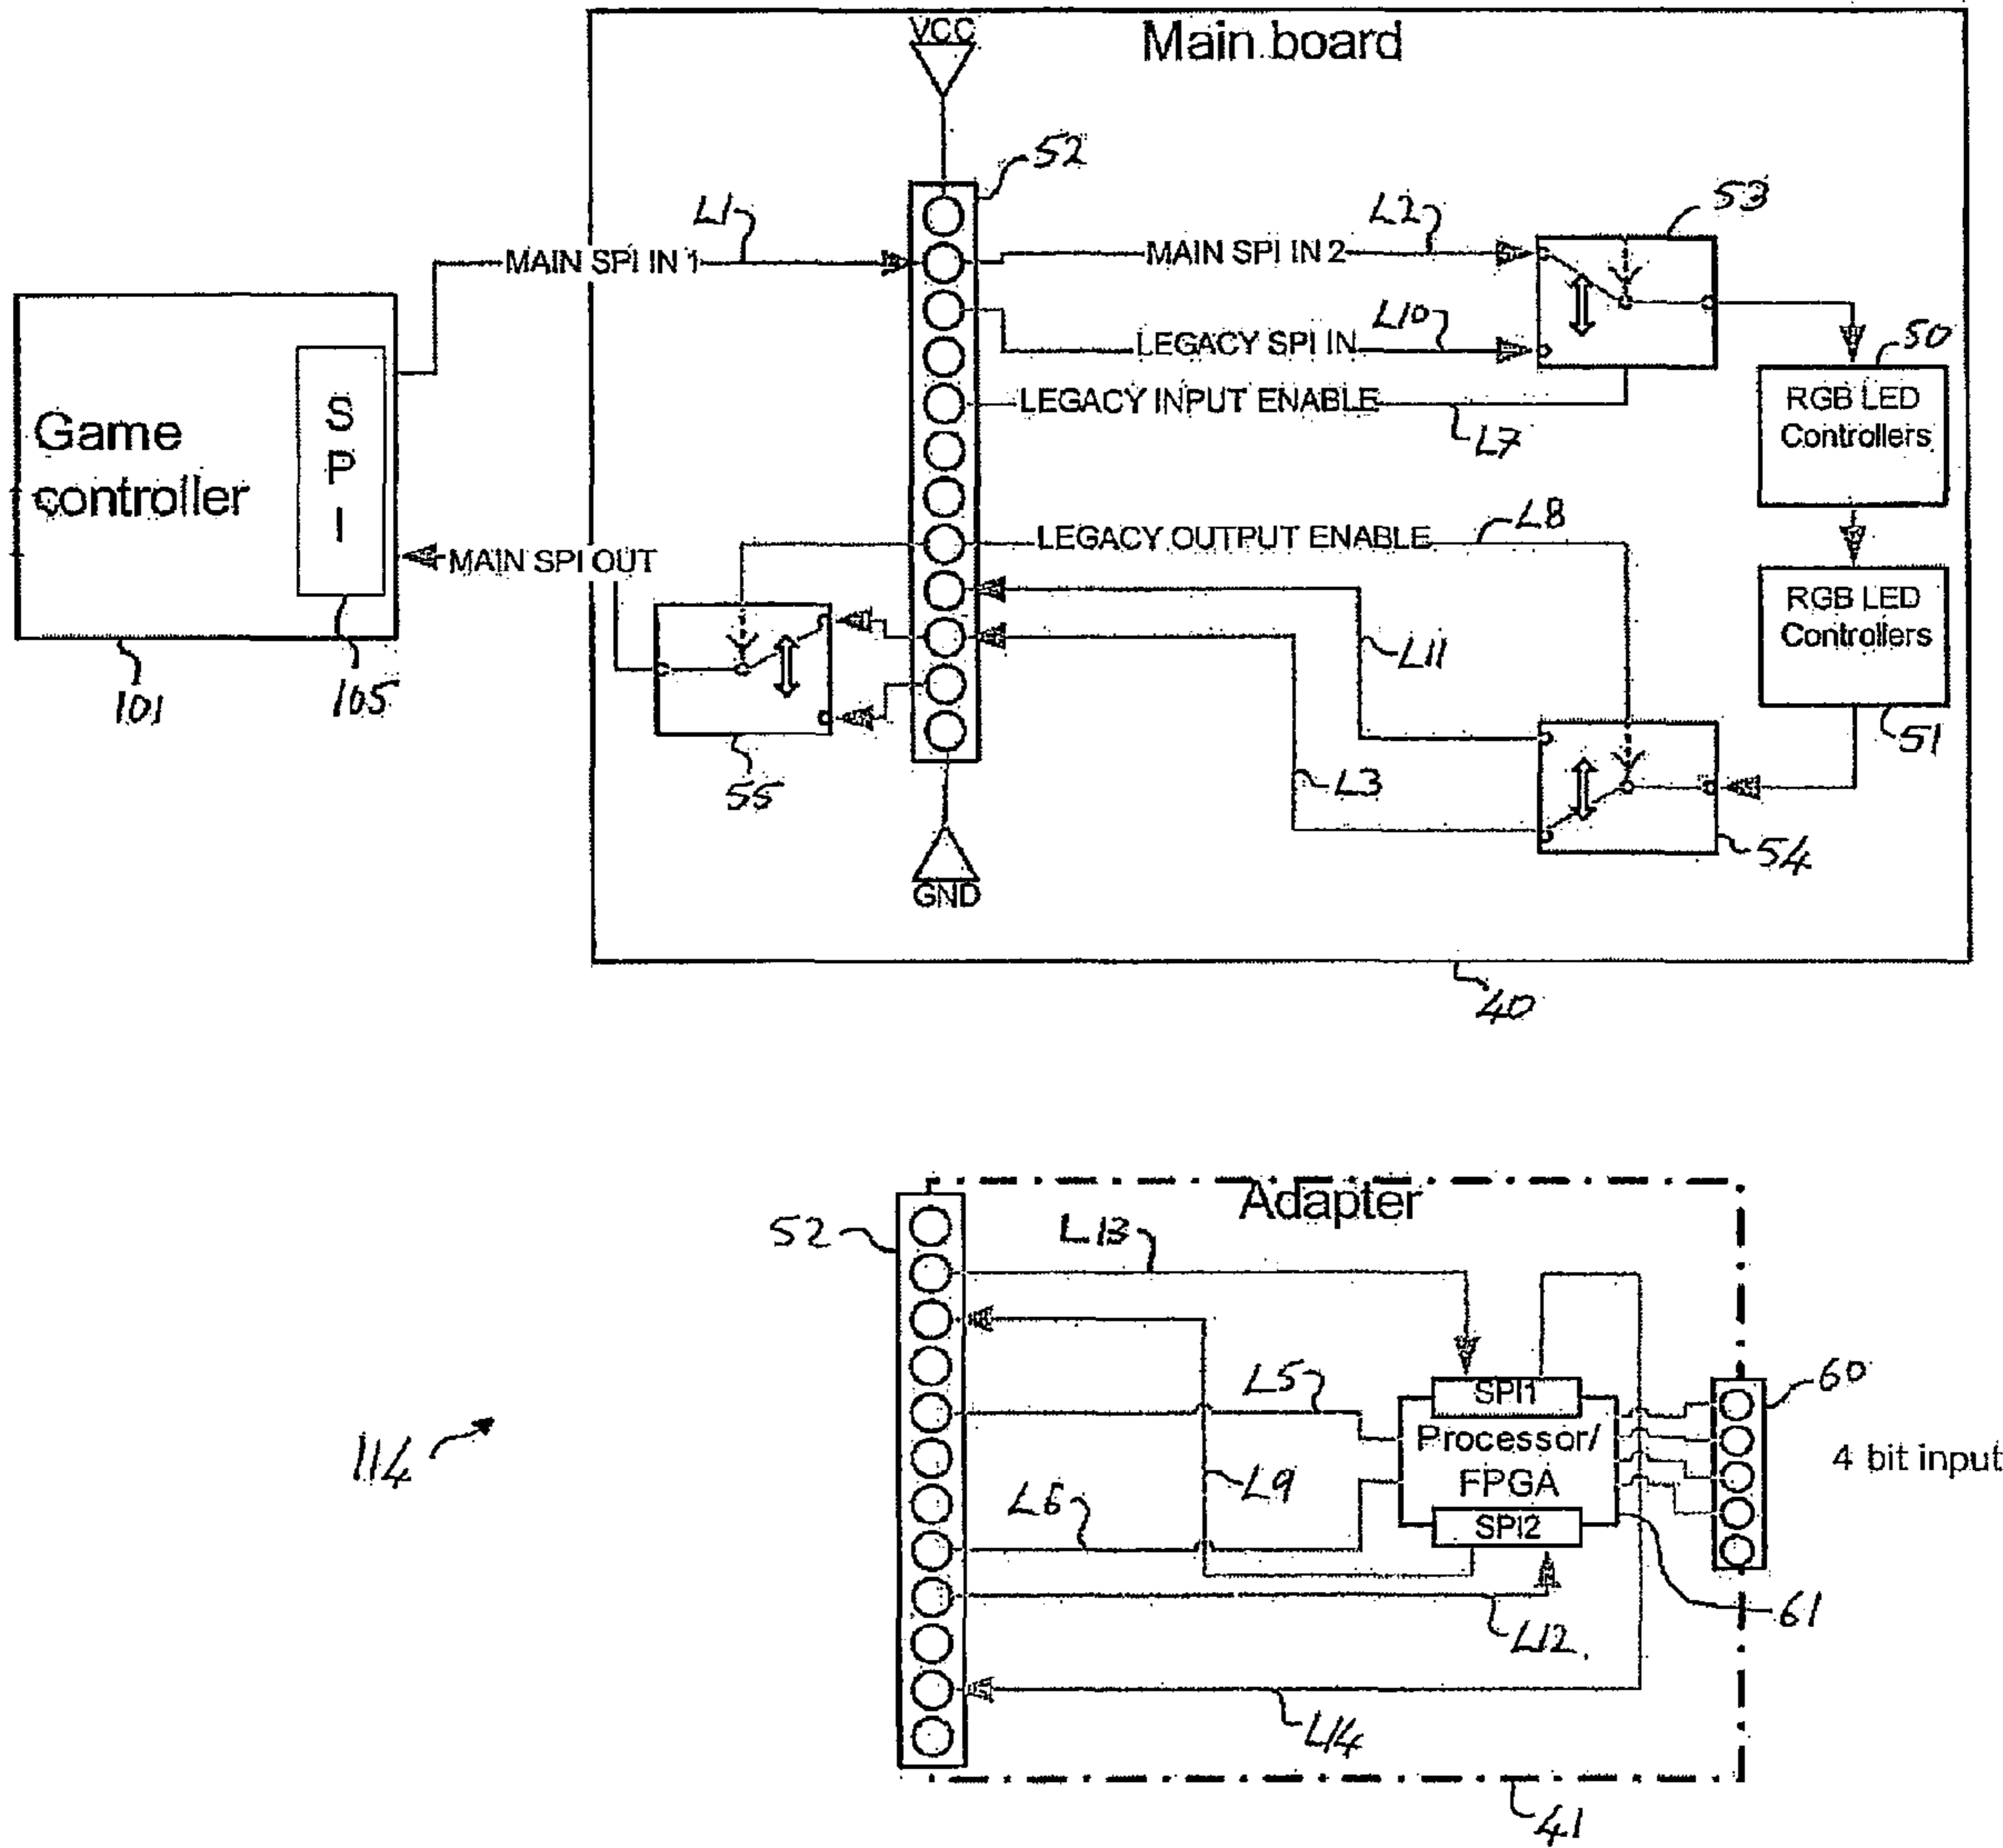 Main board
VCC
52
L1
L2
53
MAIN SPI IN 1
MAIN SPI IN 2
L10
LEGACY SPI IN
50
S
P
I
Game
controller
LEGACY INPUT ENABLE
L7
RGB LED
Controllers
L8
LEGACY OUTPUT ENABLE
MAIN SPI OUT
RGB LED
Controllers
L11
101
105
51
55
L3
54
GND
40
Adapter
52
L13
L5
SPI1
60
Processor/
FPGA
4 bit input
114
L9
L6
SPI2
61
L12
L14
41